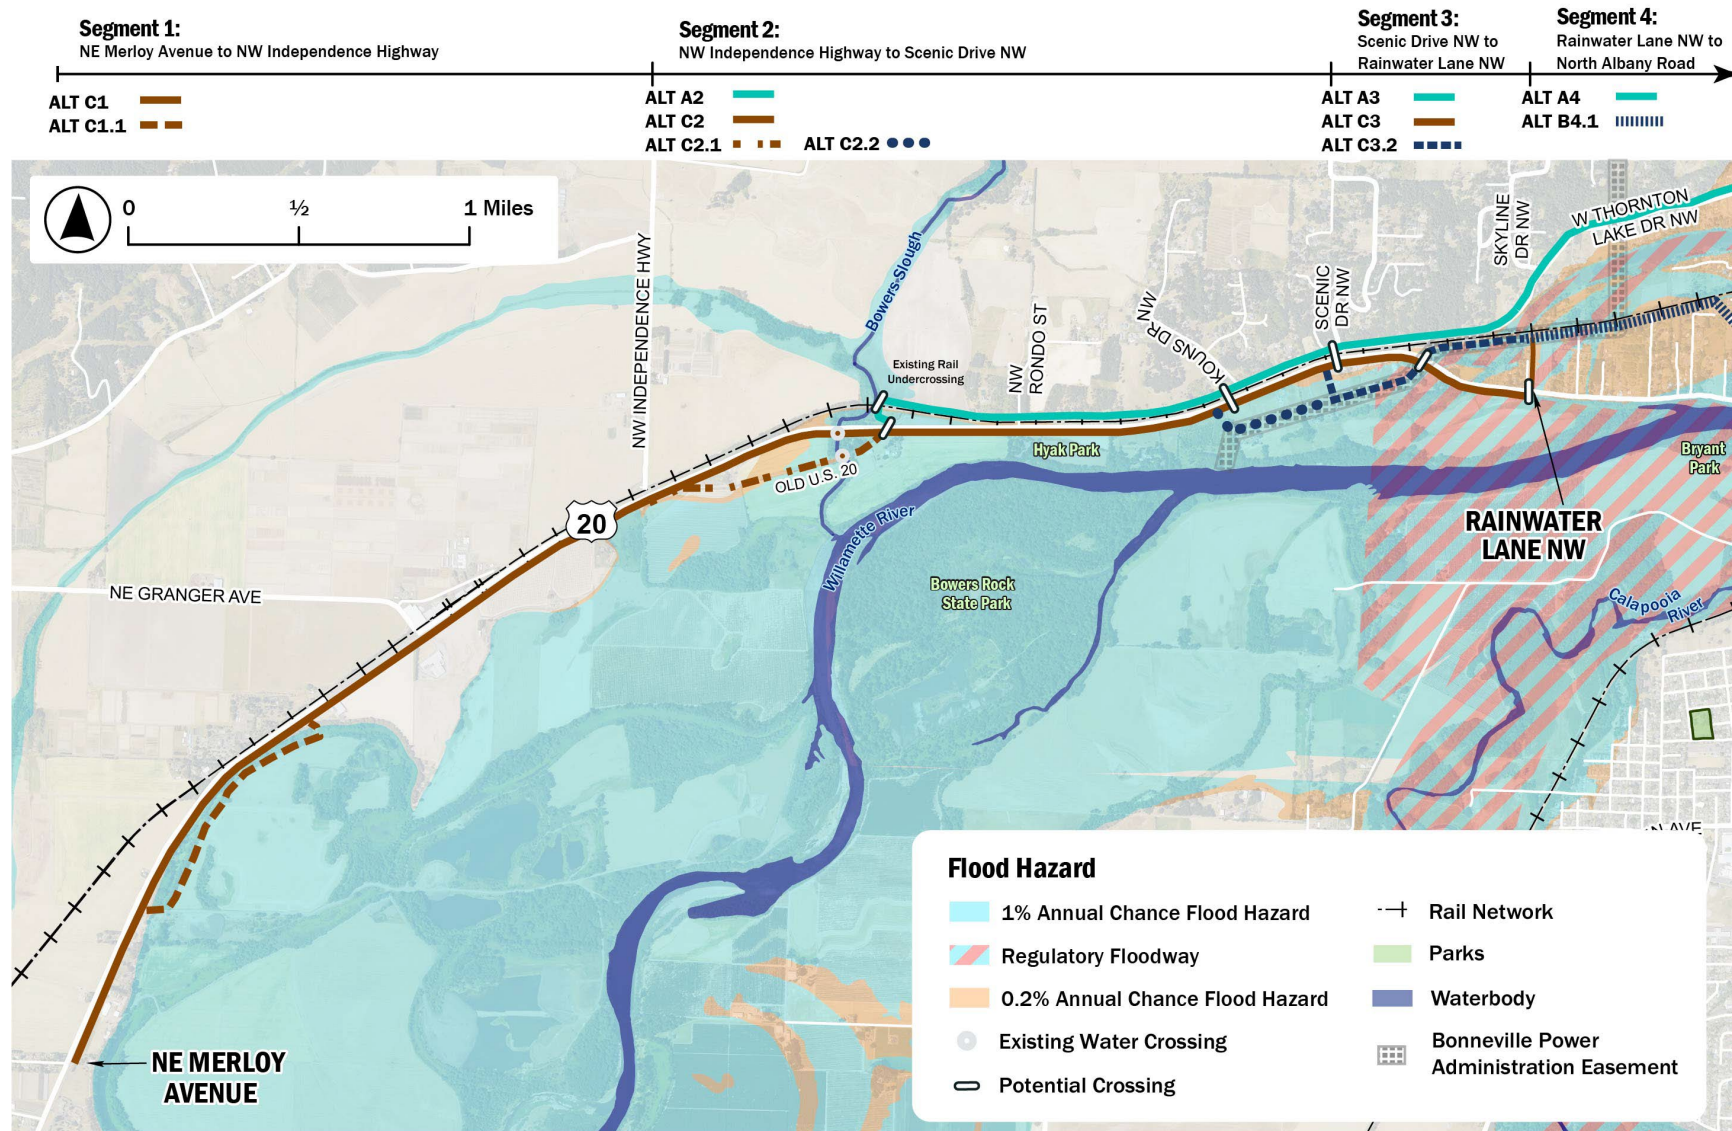 Segment 1:
NE Merloy Avenue to NW Independence Highway
Segment 2:
NW Independence Highway to Scenic Drive NW
Segment 3:
Scenic Drive NW to
Rainwater Lane NW
Segment 4:
Rainwater Lane NW to
North Albany Road
ALT C1
ALT C1.1
ALT A2
ALT C2
ALT C2.1
ALT C2.2
ALT A3
ALT C3
ALT C3.2
ALT A4
ALT B4.1
0 ½ 1 Miles
NW INDEPENDENCE HWY
Bowers Slough
Existing Rail
Undercrossing
NW
RONDO ST
KOUNS DR NW
SCENIC
DR NW
SKYLINE
DR NW
W THORNTON
LAKE DR NW
Hyak Park
OLD U.S. 20
20
Willamette River
Bowers Rock
State Park
Bryant
Park
RAINWATER
LANE NW
Calapooia
River
NE GRANGER AVE
NE MERLOY
AVENUE
AVE
Flood Hazard
1% Annual Chance Flood Hazard
Regulatory Floodway
0.2% Annual Chance Flood Hazard
Existing Water Crossing
Potential Crossing
Rail Network
Parks
Waterbody
Bonneville Power
Administration Easement